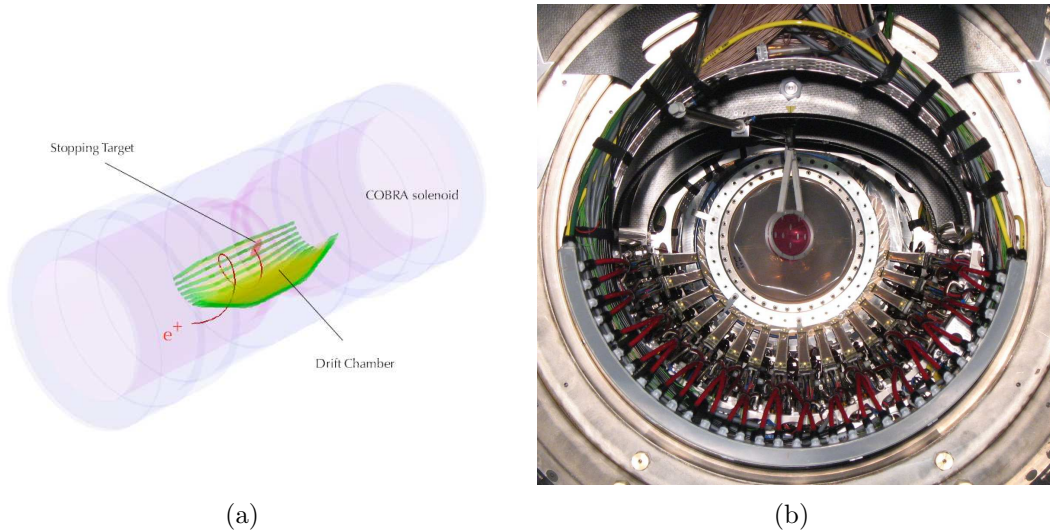 Stopping Target
COBRA solenoid
e+
Drift Chamber
(a)
(b)